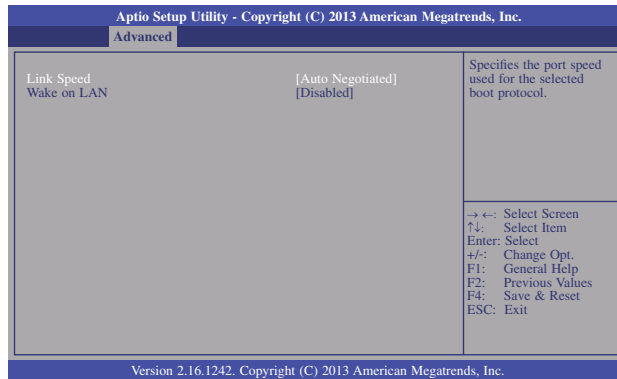 Aptio Setup Utility - Copyright (C) 2013 American Megatrends, Inc.
Advanced
Link Speed [Auto Negotiated]
Wake on LAN [Disabled]
Specifies the port speed
used for the selected
boot protocol.
→←: Select Screen
↑↓: Select Item
Enter: Select
+/-: Change Opt.
F1: General Help
F2: Previous Values
F4: Save & Reset
ESC: Exit
Version 2.16.1242. Copyright (C) 2013 American Megatrends, Inc.